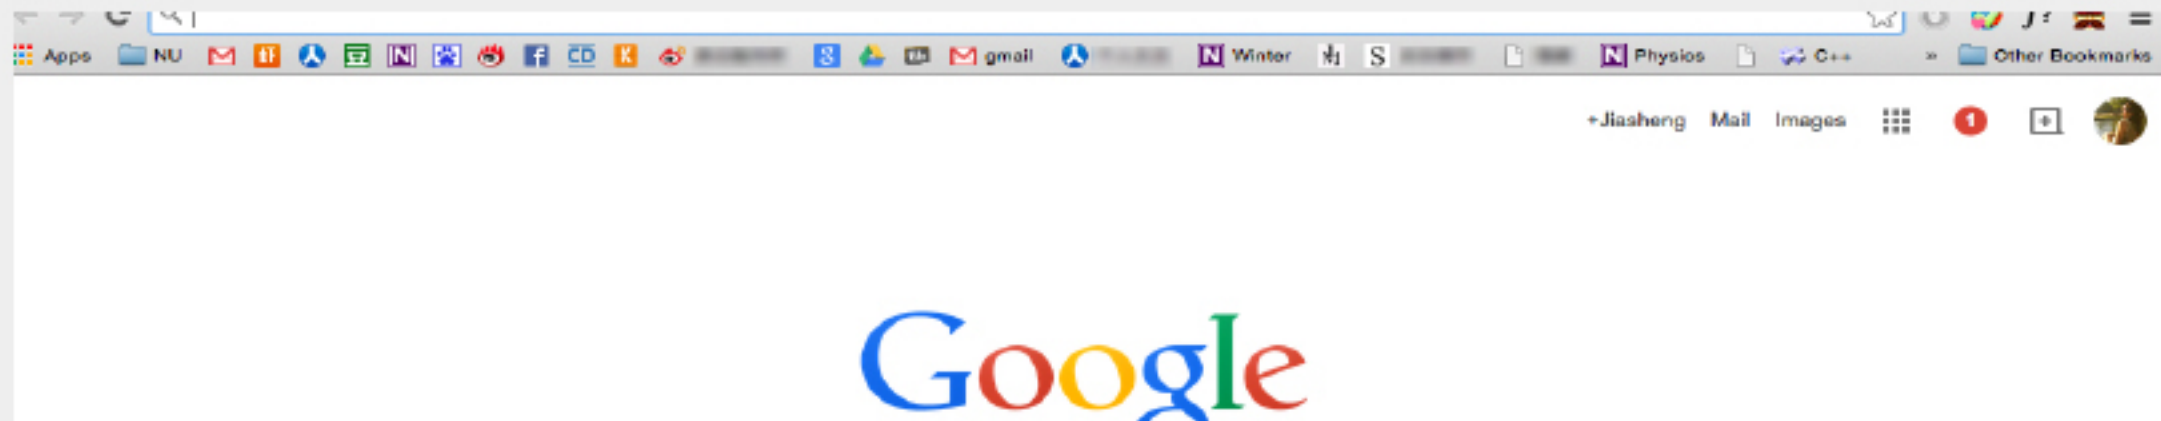 Apps NU gmail Winter S Physics C++ » Other Bookmarks
+Jiasheng Mail Images 1
Google